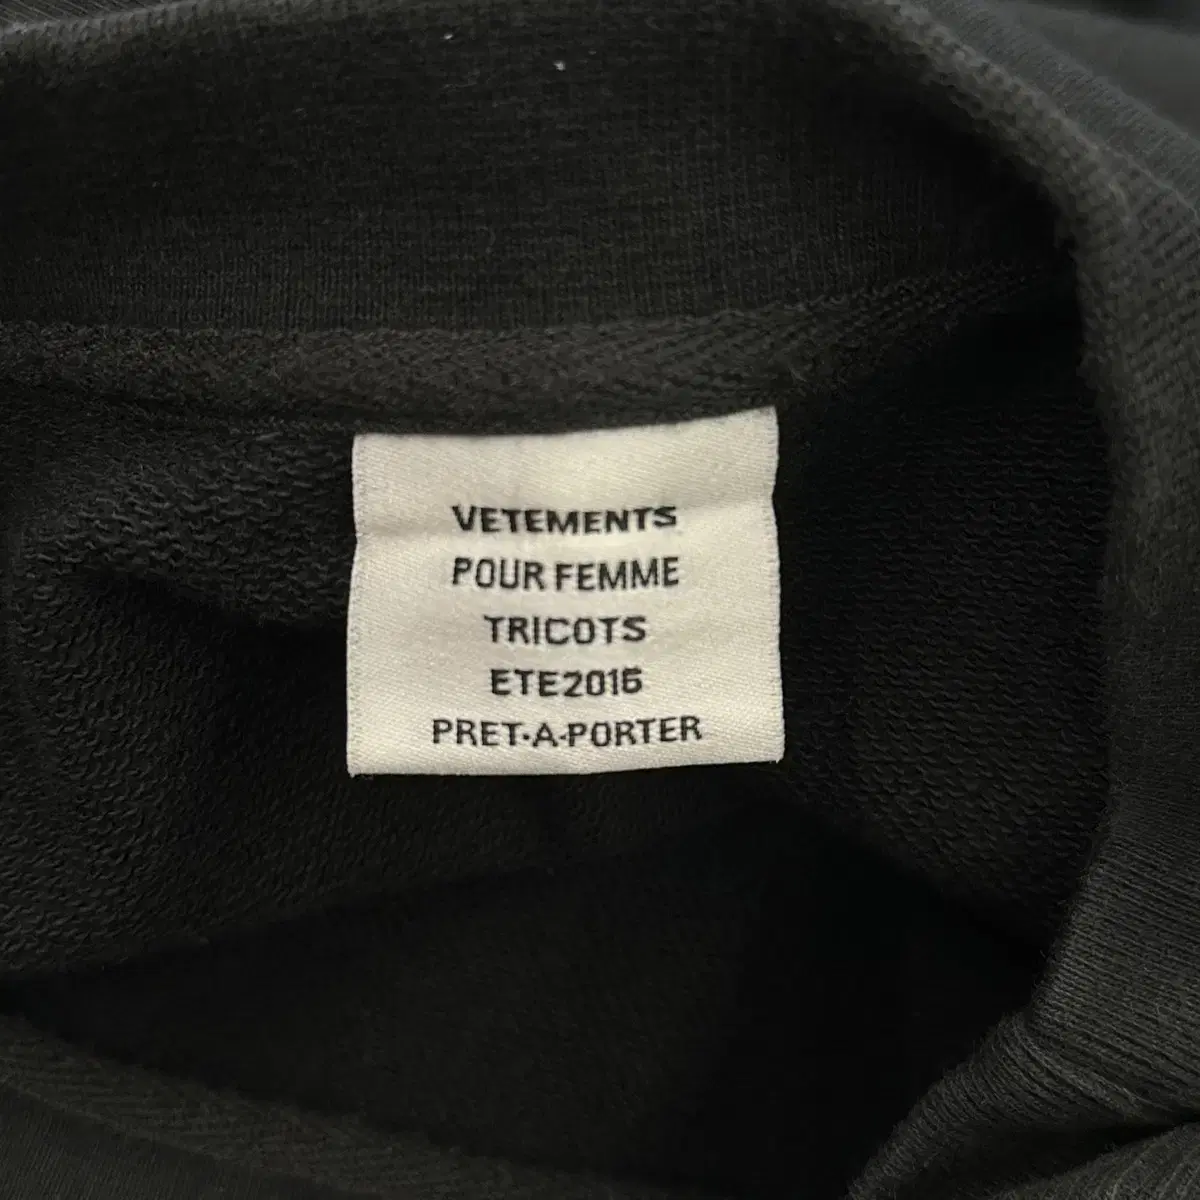 VETEMENTS
POUR FEMME
TRICOTS
ETE2016
PRET-A-PORTER